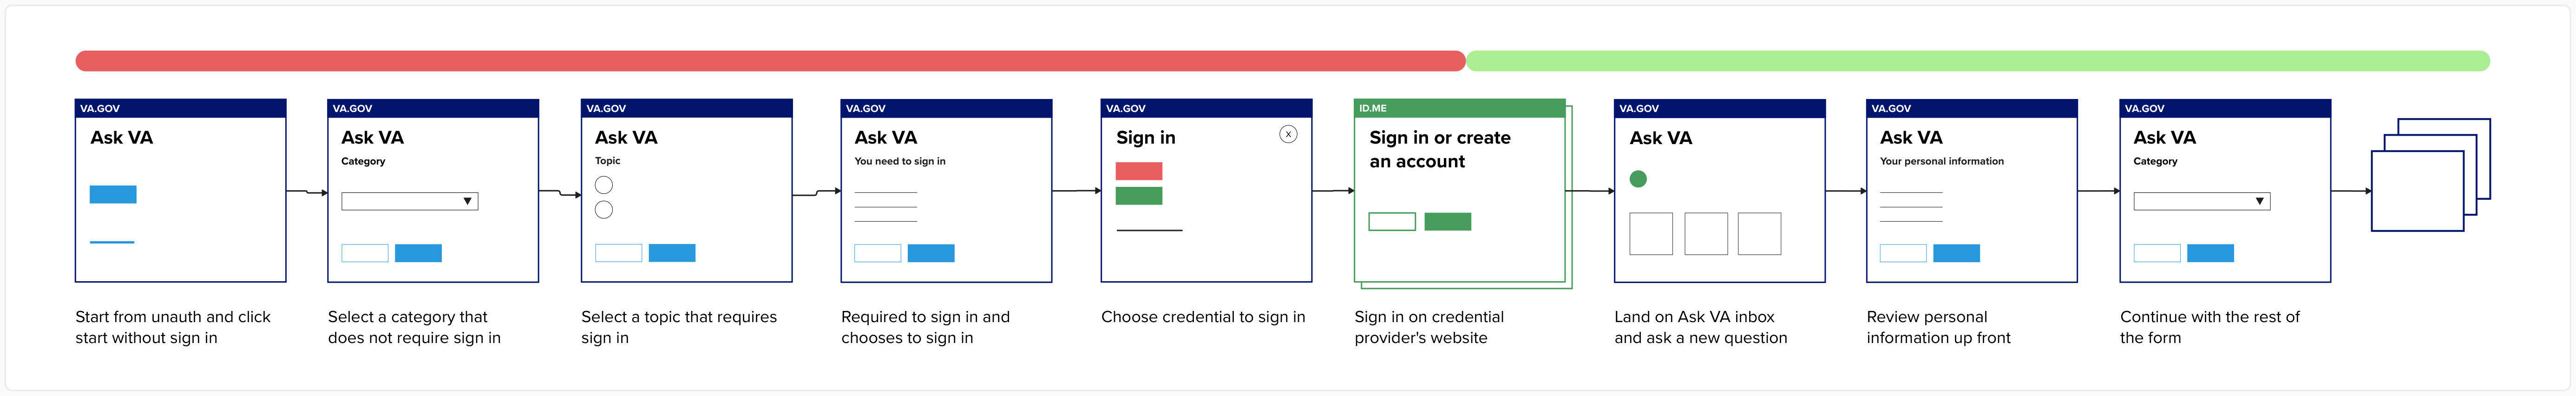 VA.GOV
Ask VA
Start from unauth and click
start without sign in
VA.GOV
Ask VA
Category
Select a category that
does not require sign in
VA.GOV
Ask VA
Topic
Select a topic that requires
sign in
VA.GOV
Ask VA
You need to sign in
Required to sign in and
chooses to sign in
VA.GOV
Sign in
X
Choose credential to sign in
ID.ME
Sign in or create
an account
Sign in on credential
provider's website
VA.GOV
Ask VA
Land on Ask VA inbox
and ask a new question
VA.GOV
Ask VA
Your personal information
Review personal
information up front
VA.GOV
Ask VA
Category
Continue with the rest of
the form